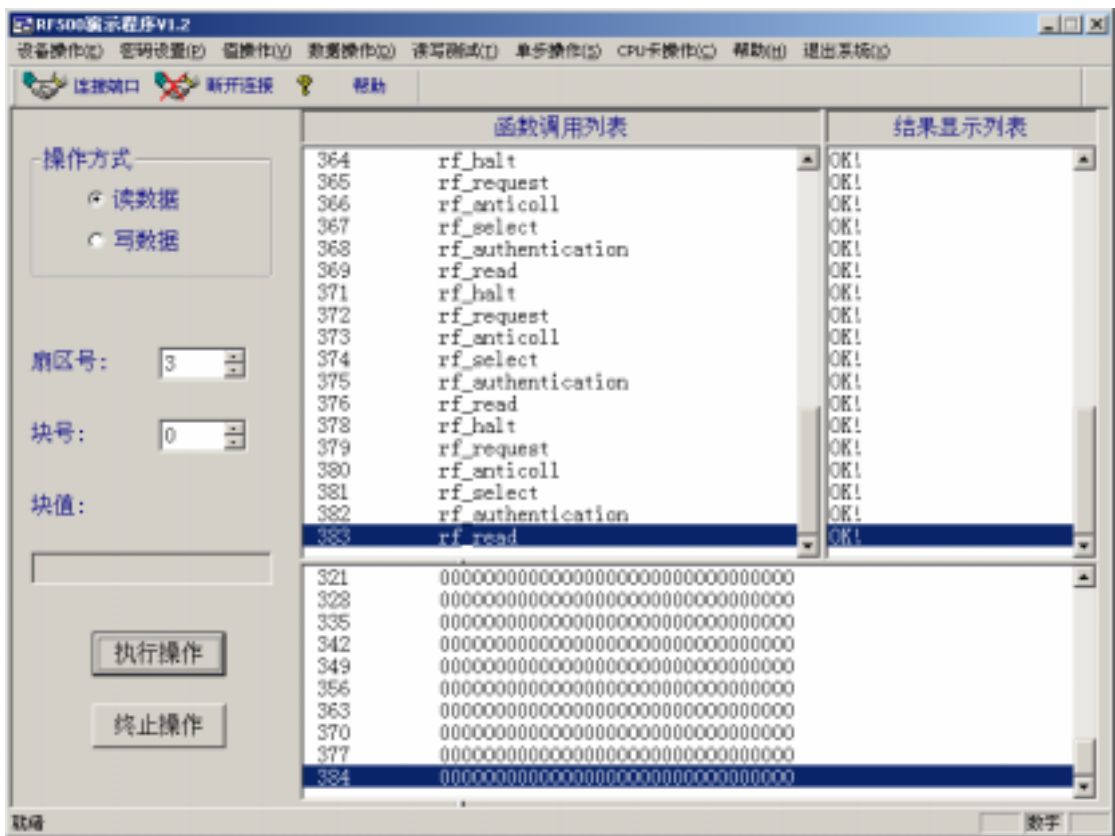 RF500演示程序V1.2
设备操作(E) 密码设置(P) 值操作(V) 数据操作(D) 读写测试(T) 单步操作(S) CPU卡操作(C) 帮助(H) 退出系统(X)
连接端口 断开连接 帮助
函数调用列表 结果显示列表
操作方式
读数据
写数据
扇区号: 3
块号: 0
块值:
执行操作
终止操作
364 rf_halt OK!
365 rf_request OK!
366 rf_anticoll OK!
367 rf_select OK!
368 rf_authentication OK!
369 rf_read OK!
371 rf_halt OK!
372 rf_request OK!
373 rf_anticoll OK!
374 rf_select OK!
375 rf_authentication OK!
376 rf_read OK!
378 rf_halt OK!
379 rf_request OK!
380 rf_anticoll OK!
381 rf_select OK!
382 rf_authentication OK!
383 rf_read OK!
321 00000000000000000000000000000000
328 00000000000000000000000000000000
335 00000000000000000000000000000000
342 00000000000000000000000000000000
349 00000000000000000000000000000000
356 00000000000000000000000000000000
363 00000000000000000000000000000000
370 00000000000000000000000000000000
377 00000000000000000000000000000000
384 00000000000000000000000000000000
就绪 数字